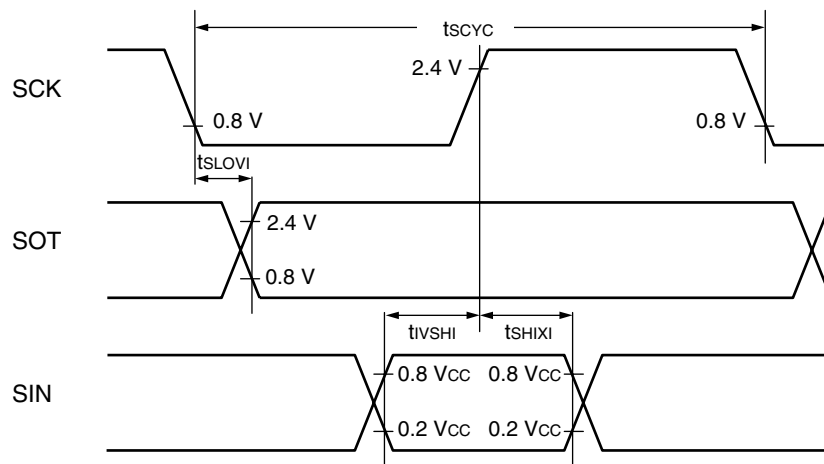 tSCYC
SCK
2.4 V
0.8 V
0.8 V
tSLOVI
SOT
2.4 V
0.8 V
tIVSHI
tSHIXI
SIN
0.8 VCC
0.8 VCC
0.2 VCC
0.2 VCC